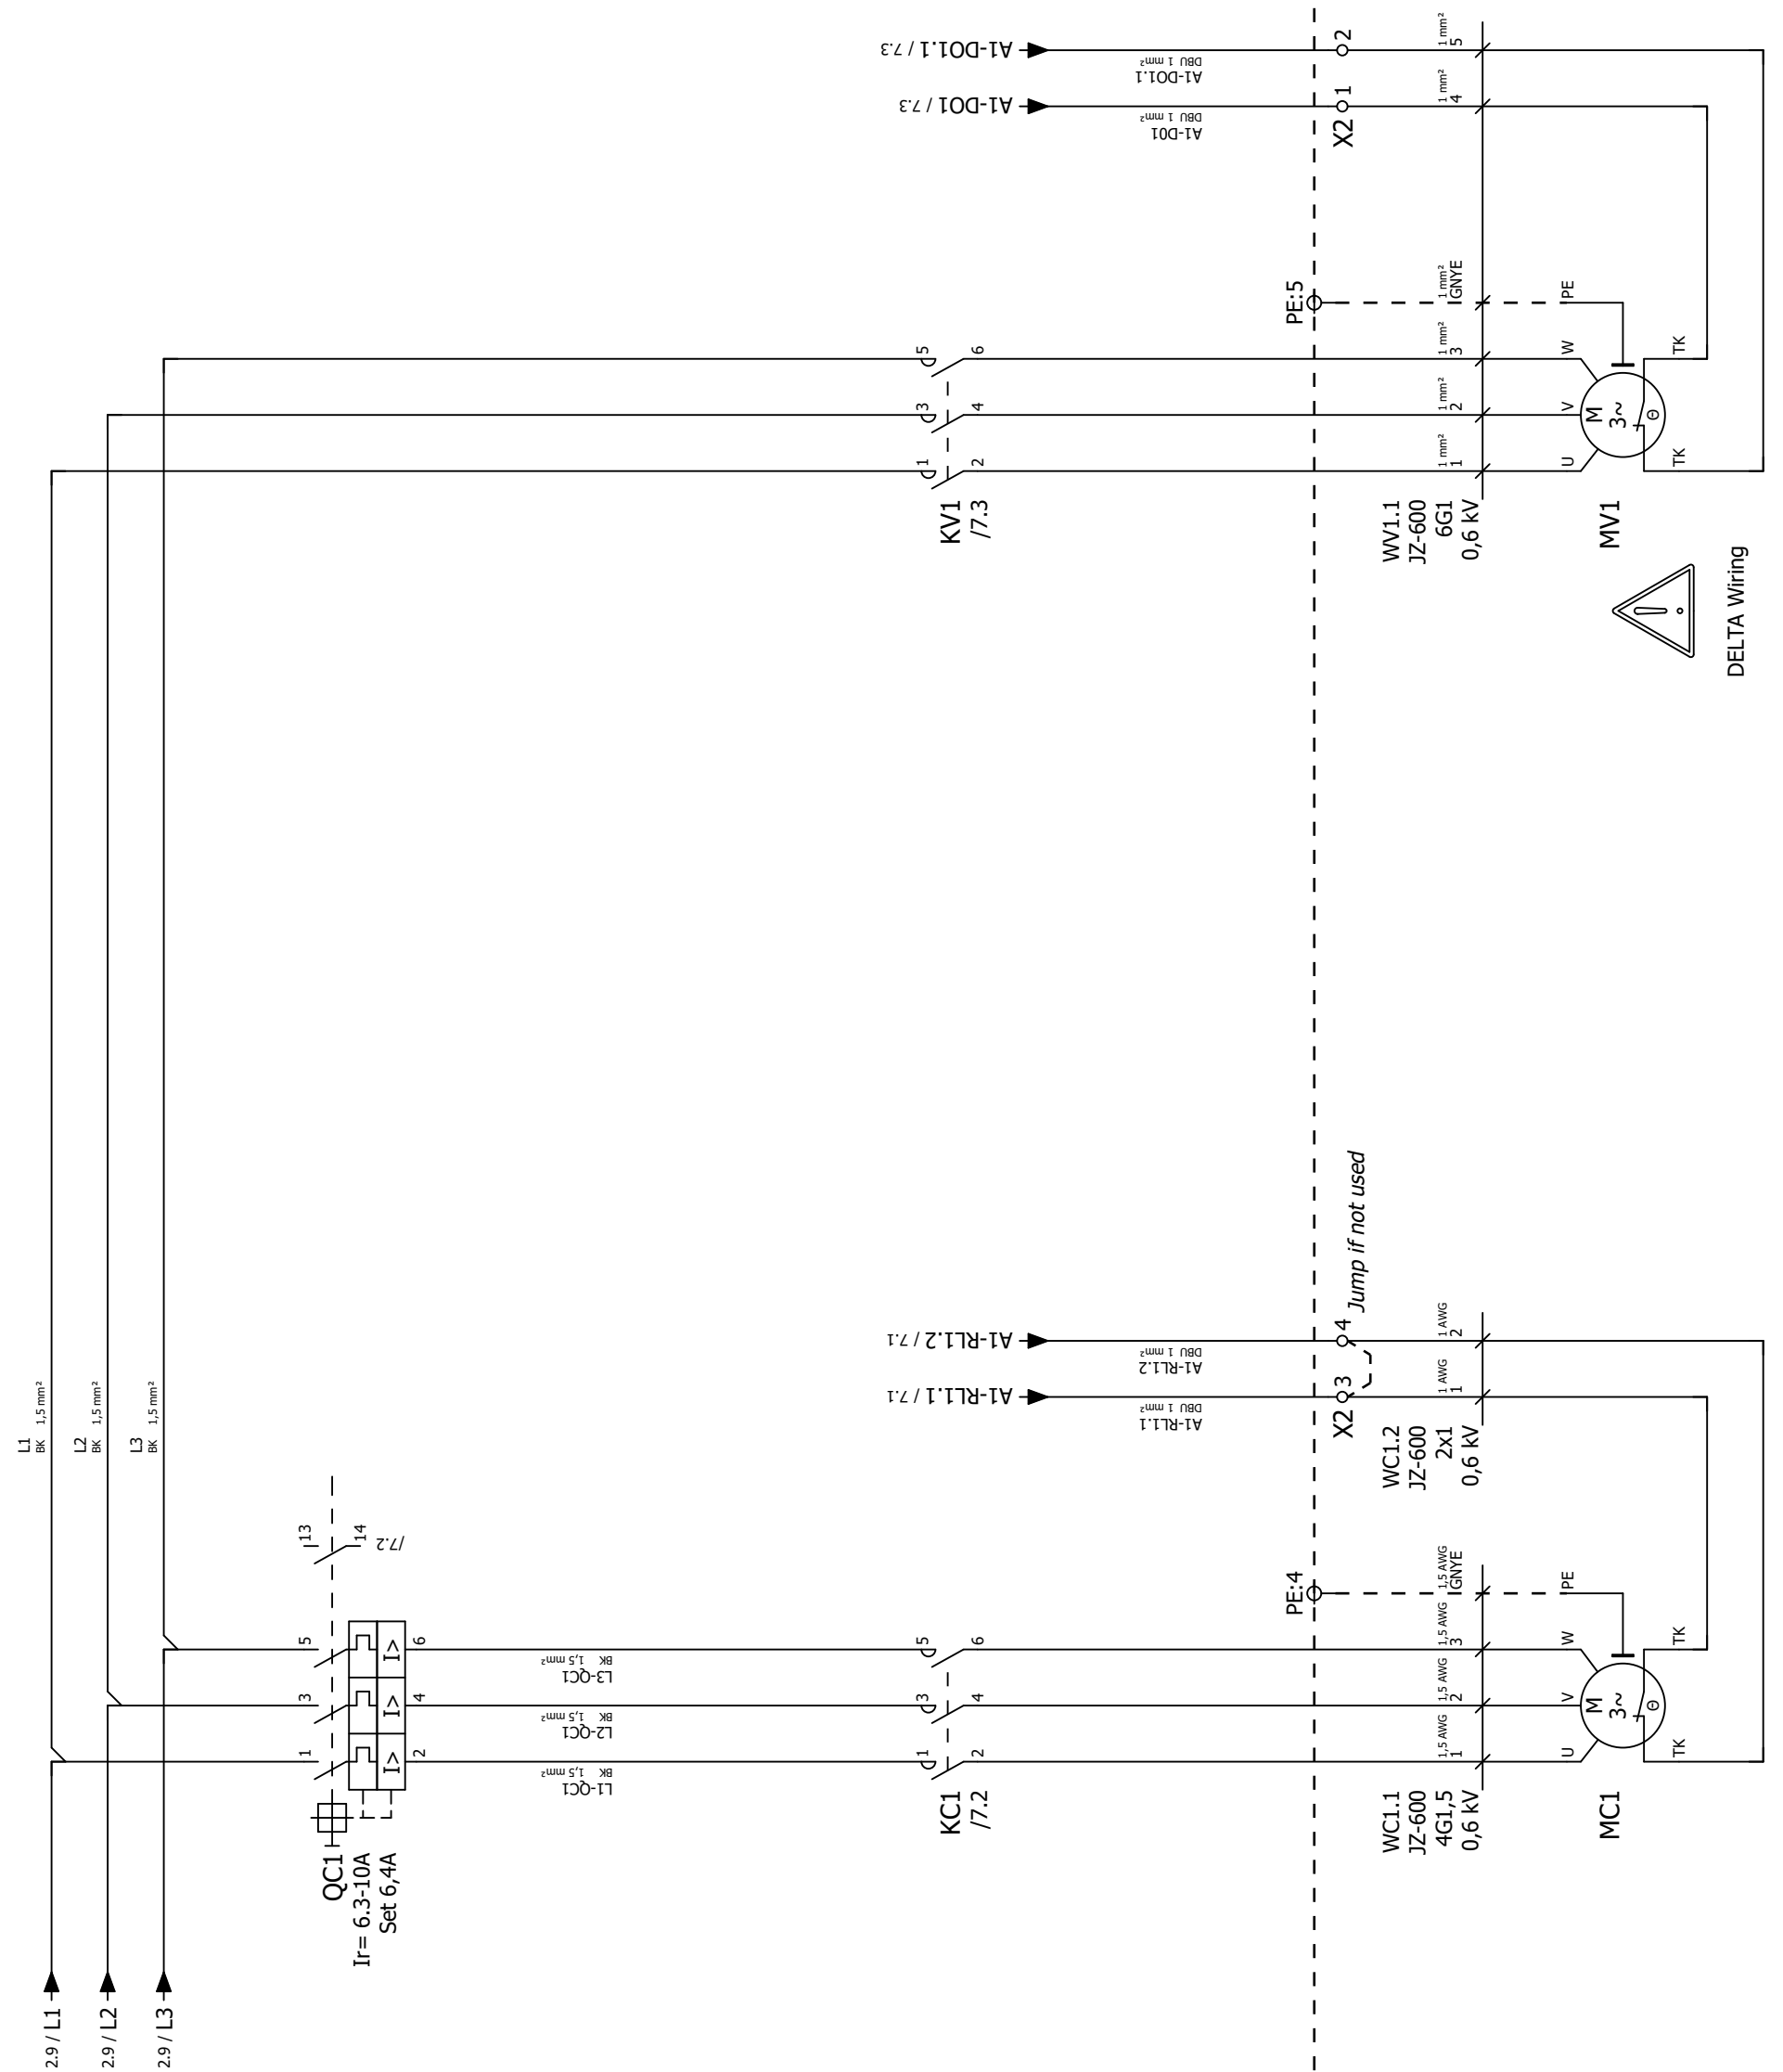 2.9 / L1
2.9 / L2
2.9 / L3
L1
BK 1,5 mm²
L2
BK 1,5 mm²
L3
BK 1,5 mm²
QC1
Ir= 6.3-10A
Set 6,4A
1
3
5
13
14
/7.2
I>
I>
I>
2
4
6
L1-QC1
BK 1,5 mm²
L2-QC1
BK 1,5 mm²
L3-QC1
BK 1,5 mm²
A1-RL1.1 / 7.1
A1-RL1.2 / 7.1
A1-DO1 / 7.3
A1-DO1.1 / 7.3
KC1
/7.2
1
3
5
2
4
6
KV1
/7.3
1
3
5
2
4
6
A1-RL1.1
DBU 1 mm²
A1-RL1.2
DBU 1 mm²
A1-D01
DBU 1 mm²
A1-DO1.1
DBU 1 mm²
PE:4
PE:5
X2
3
4
Jump if not used
X2
1
2
WC1.1
JZ-600
4G1,5
0,6 kV
1,5 AWG
1
1,5 AWG
2
1,5 AWG
3
1,5 AWG
GNYE
WC1.2
JZ-600
2x1
0,6 kV
1 AWG
1
1 AWG
2
WV1.1
JZ-600
6G1
0,6 kV
1 mm²
1
1 mm²
2
1 mm²
3
1 mm²
GNYE
1 mm²
4
1 mm²
5
MC1
U
V
W
PE
M
3~
Θ
TK
TK
MV1
U
V
W
PE
M
3~
Θ
TK
TK
DELTA Wiring